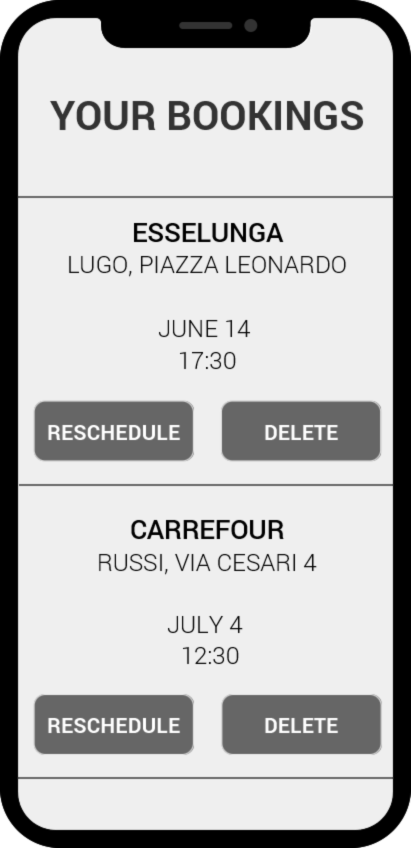 YOUR BOOKINGS
ESSELUNGA
LUGO, PIAZZA LEONARDO
JUNE 14
17:30
RESCHEDULE DELETE
CARREFOUR
RUSSI, VIA CESARI 4
JULY 4
12:30
RESCHEDULE DELETE